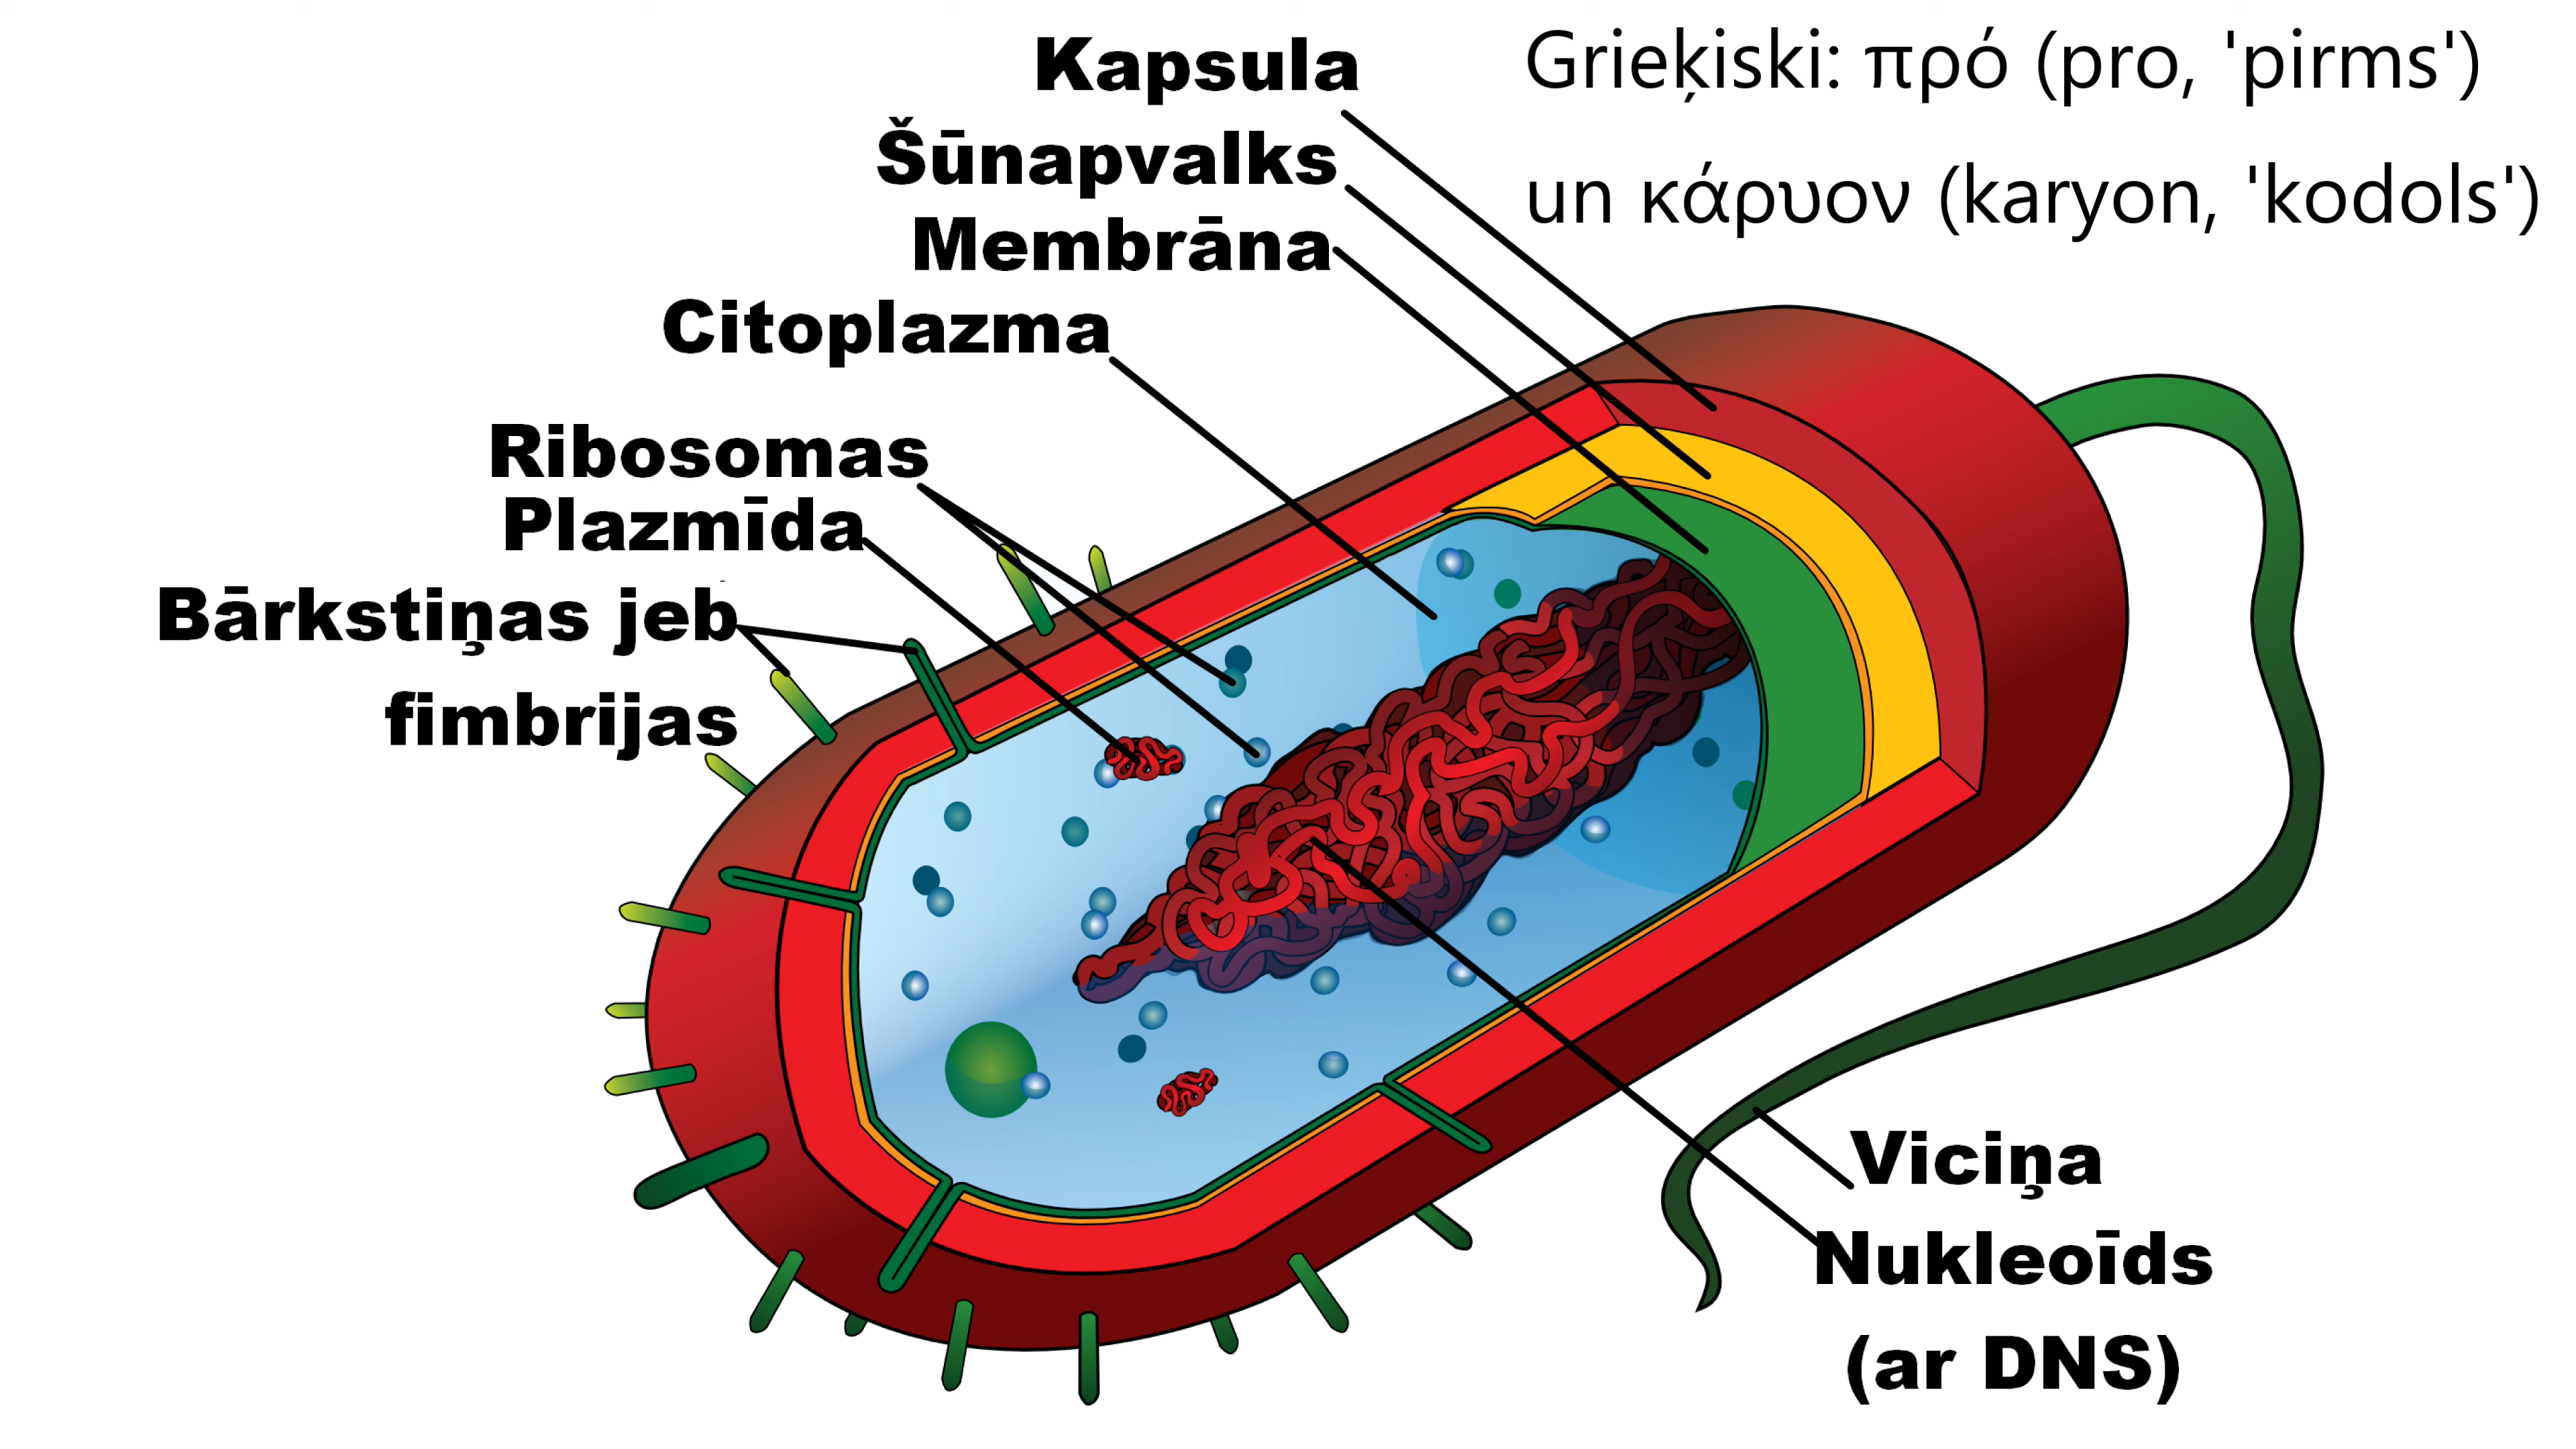 Kapsula
Grieķiski: πρό (pro, 'pirms')
un κάρυον (karyon, 'kodols')
Šūnapvalks
Membrāna
Citoplazma
Ribosomas
Plazmīda
Bārkstiņas jeb
fimbrijas
Viciņa
Nukleoīds
(ar DNS)